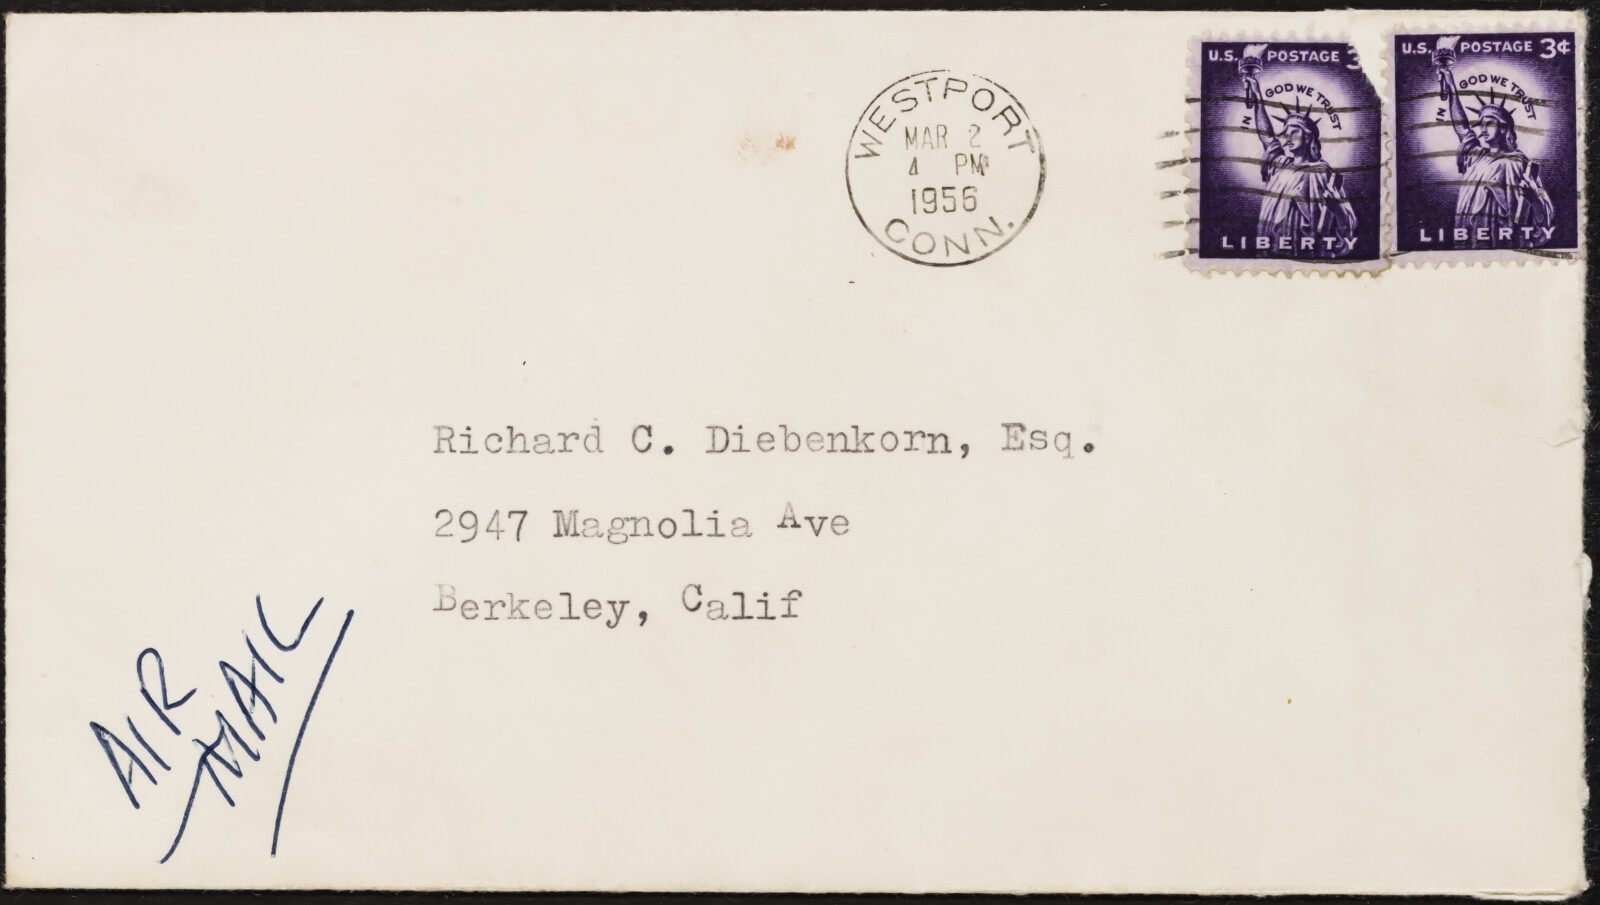 WESTPORT
MAR 2
4 PM
1956
CONN.
U.S. POSTAGE 3
IN GOD WE TRUST
LIBERTY
U.S. POSTAGE 3¢
IN GOD WE TRUST
LIBERTY
Richard C. Diebenkorn, Esq.
2947 Magnolia Ave
Berkeley, Calif
AIR
MAIL